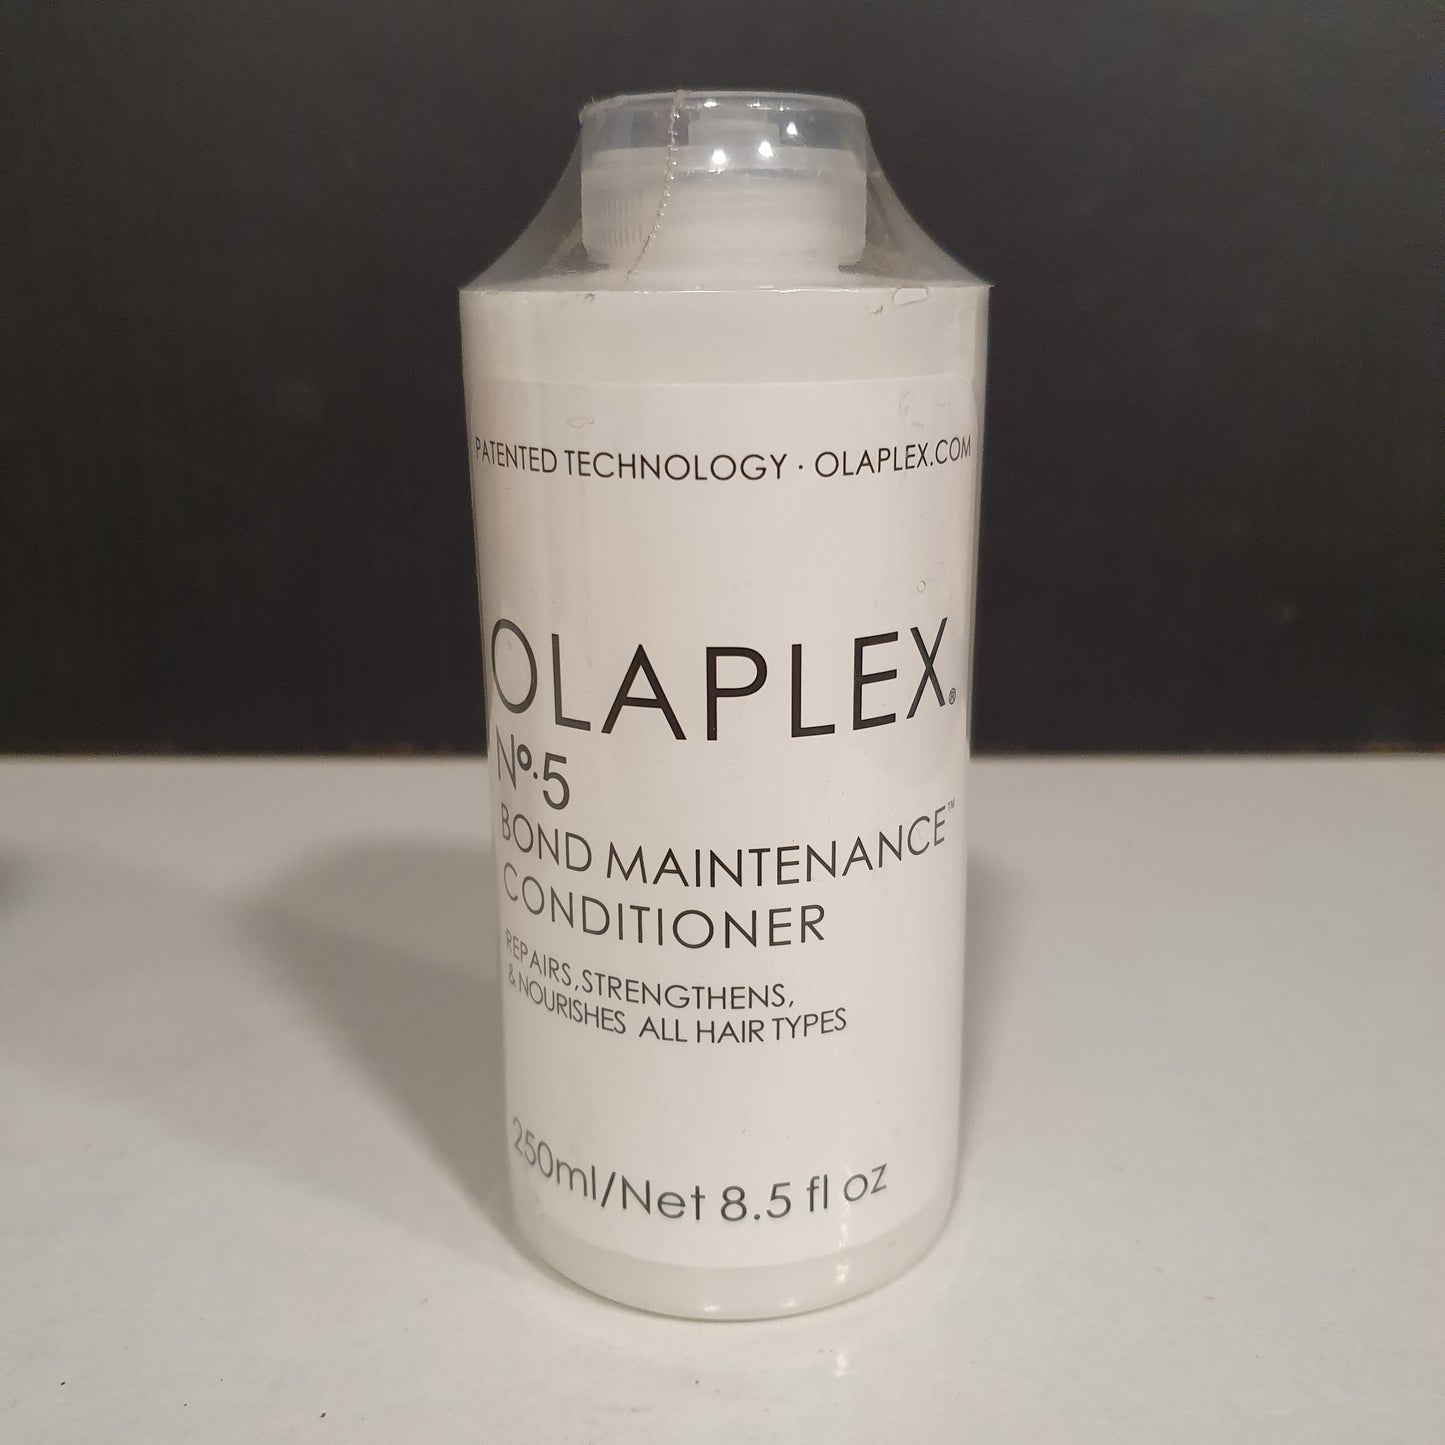 PATENTED TECHNOLOGY · OLAPLEX.COM
OLAPLEX®
Nº.5
BOND MAINTENANCE™
CONDITIONER
REPAIRS, STRENGTHENS,
& NOURISHES ALL HAIR TYPES
250ml/Net 8.5 fl oz